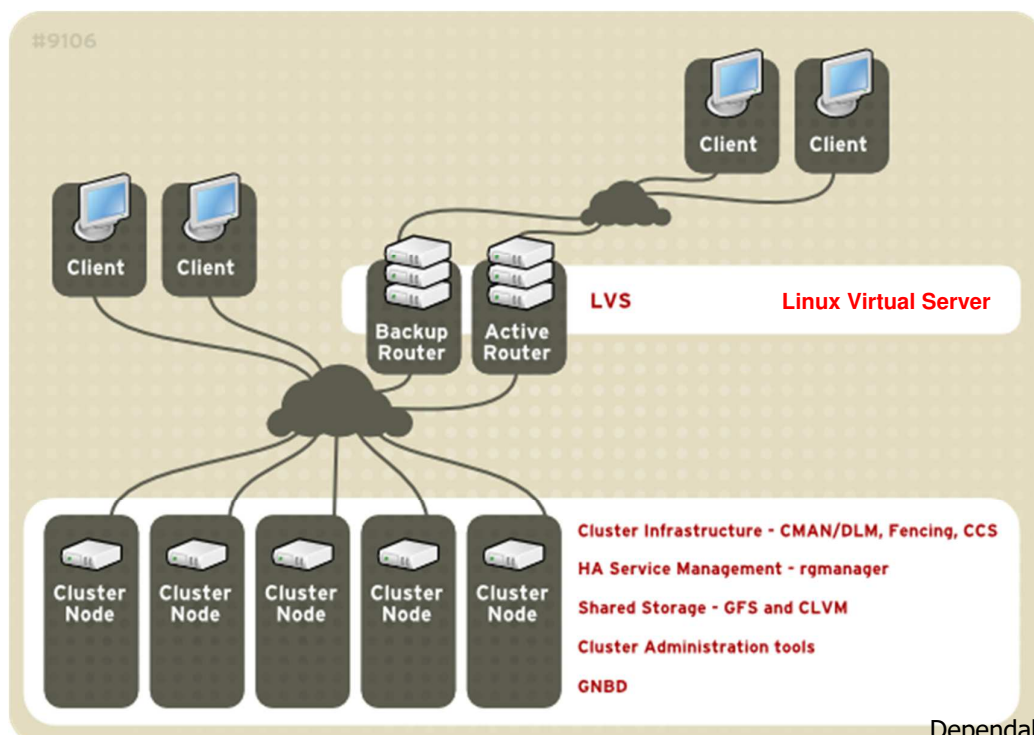 #9106
Client
Client
Client
Client
Backup
Router
Active
Router
LVS
Linux Virtual Server
Cluster
Node
Cluster
Node
Cluster
Node
Cluster
Node
Cluster
Node
Cluster Infrastructure - CMAN/DLM, Fencing, CCS
HA Service Management - rgmanager
Shared Storage - GFS and CLVM
Cluster Administration tools
GNBD